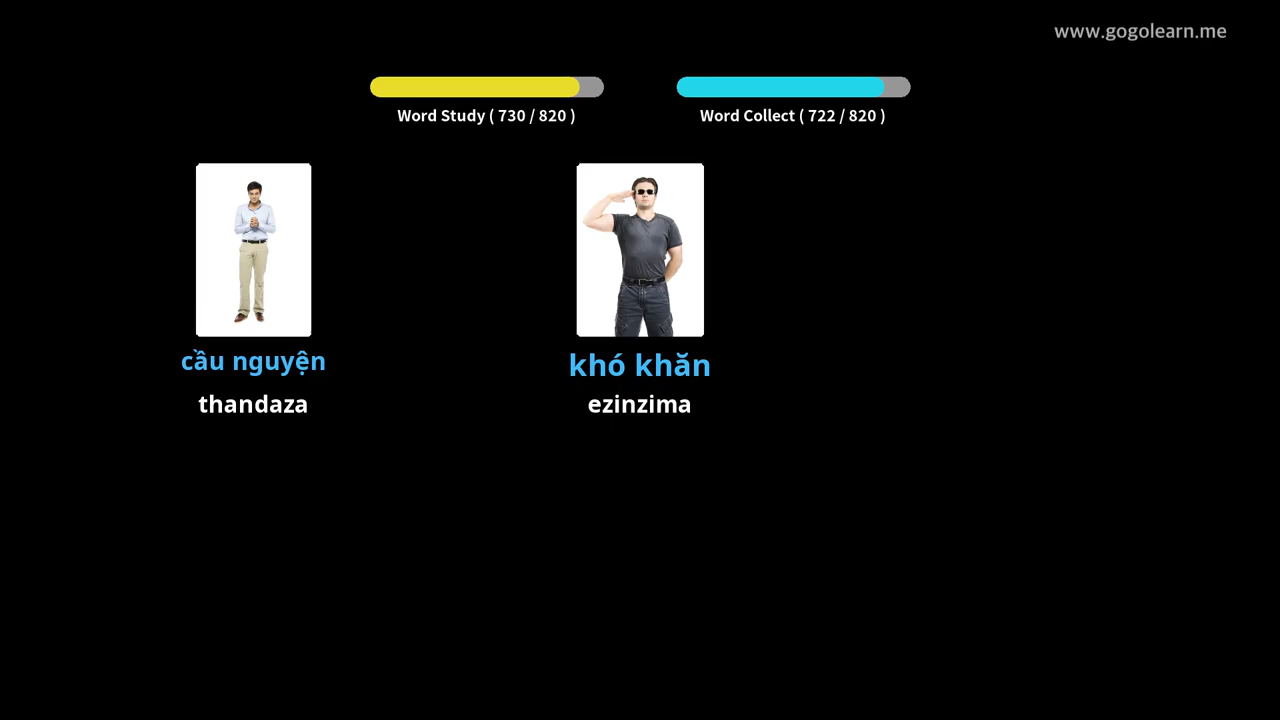 www.gogolearn.me
Word Study ( 730 / 820 )
Word Collect ( 722 / 820 )
cầu nguyện
thandaza
khó khăn
ezinzima